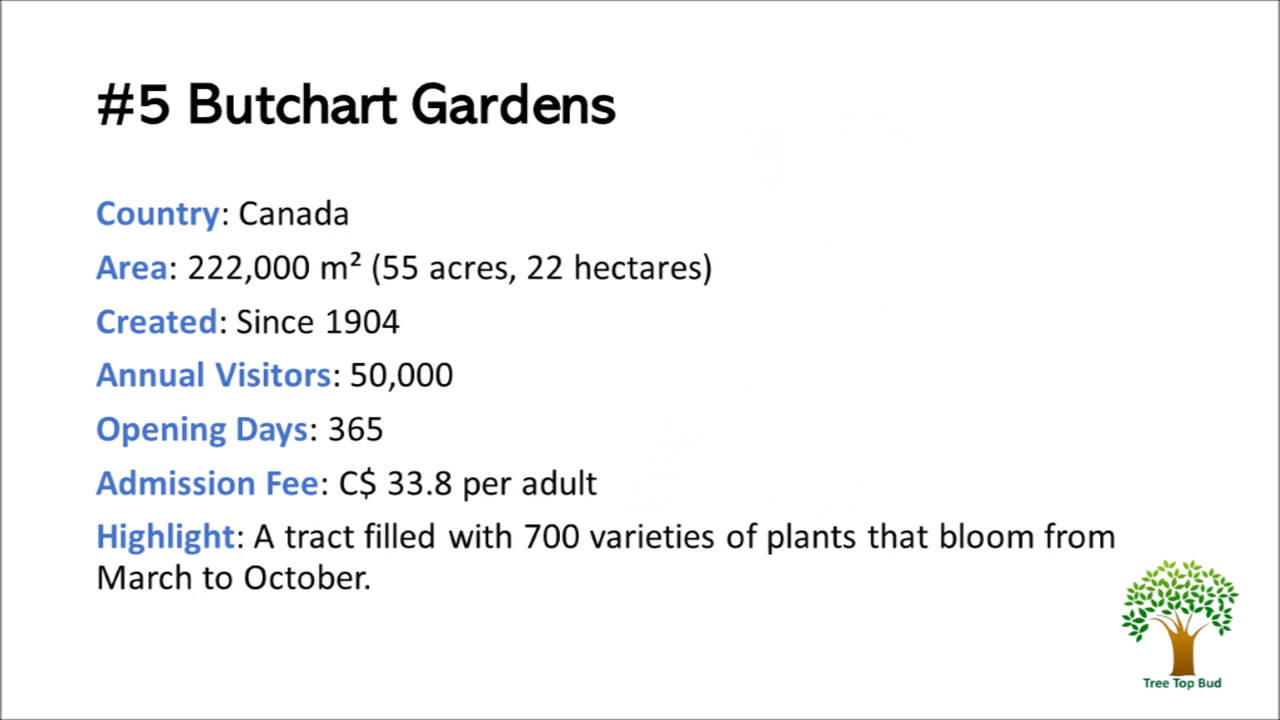 #5 Butchart Gardens
Country: Canada
Area: 222,000 m² (55 acres, 22 hectares)
Created: Since 1904
Annual Visitors: 50,000
Opening Days: 365
Admission Fee: C$ 33.8 per adult
Highlight: A tract filled with 700 varieties of plants that bloom from
March to October.
Tree Top Bud